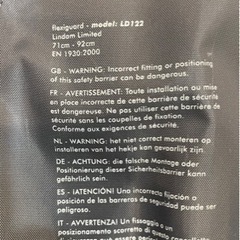 flexiguard - model: LD122
Lindam Limited
71cm - 92cm
EN 1930:2000
GB - WARNING: Incorrect fitting or positioning
of this safety barrier can be dangerous.
FR - AVERTISSEMENT: Toute installation ou mise
en place incorrecte de cette barrière de sécurité
est dangereuse. Ne pas utiliser cette barrière de
sécurité sans les coupelles de fixation.
Conforme aux exigences de sécurité.
NL - WARNUNG: het niet correct monteren of
installeren van het hekje kan gevaarlijk zijn.
DE - ACHTUNG: die falsche Montage oder
Positionierung dieser Sicherheitsbarrier kann
gefährlich sein.
ES - ¡ATENCIÓN! Una incorrecta fijación o
posición de las barreras de seguridad puede ser
peligroso.
IT - AVVERTENZA! Un fissaggio o un
posizionamento scorretto di questo